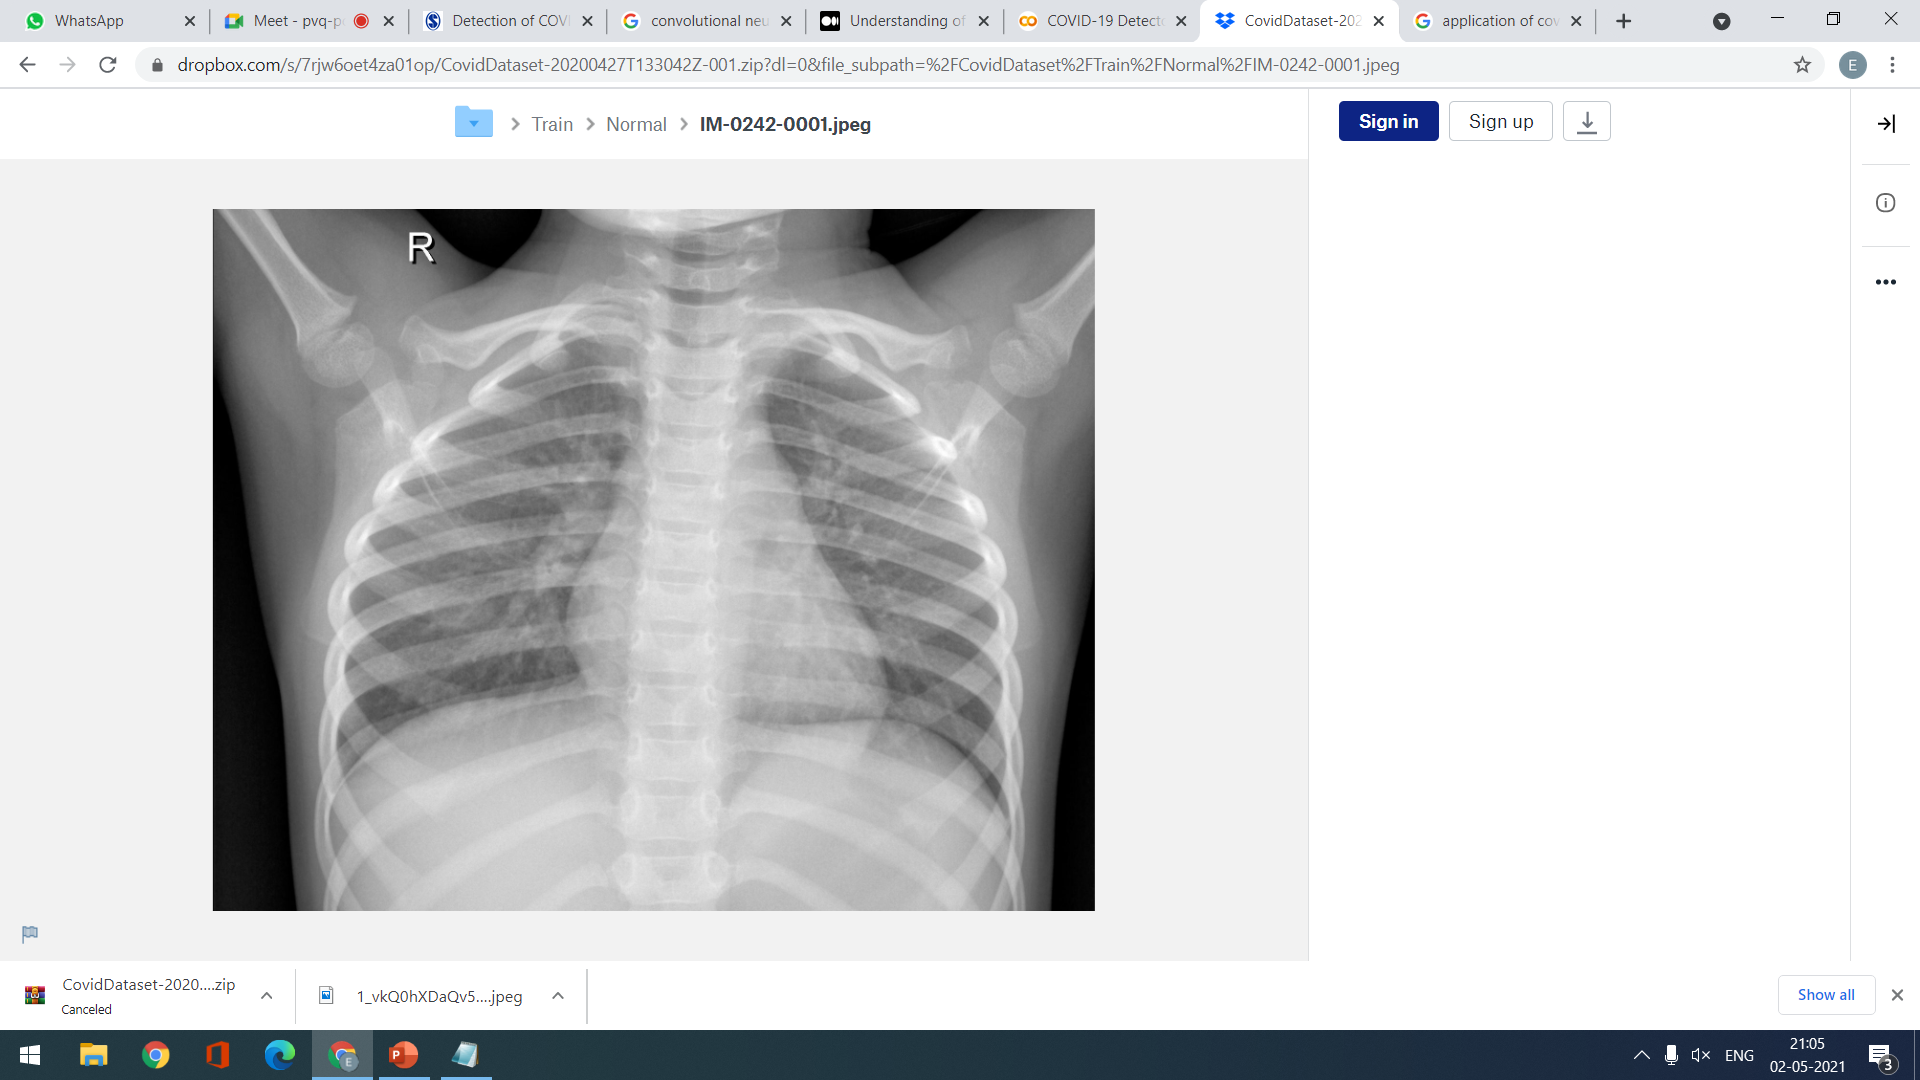 WhatsApp
Meet - pvq-p
Detection of COVI
convolutional neu
Understanding of
COVID-19 Detect
CovidDataset-202
application of cov
dropbox.com/s/7rjw6oet4za01op/CovidDataset-20200427T133042Z-001.zip?dl=0&file_subpath=%2FCovidDataset%2FTrain%2FNormal%2FIM-0242-0001.jpeg
E
Train
Normal
IM-0242-0001.jpeg
Sign in
Sign up
R
CovidDataset-2020....zip
Canceled
1_vkQ0hXDaQv5....jpeg
Show all
E
P
ENG
21:05
02-05-2021
3